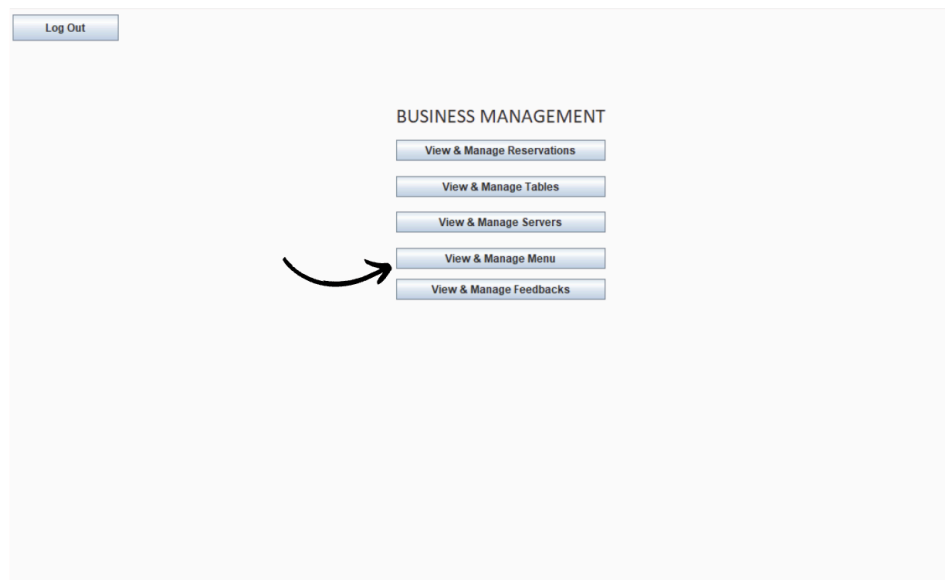 Log Out
BUSINESS MANAGEMENT
View & Manage Reservations
View & Manage Tables
View & Manage Servers
View & Manage Menu
View & Manage Feedbacks